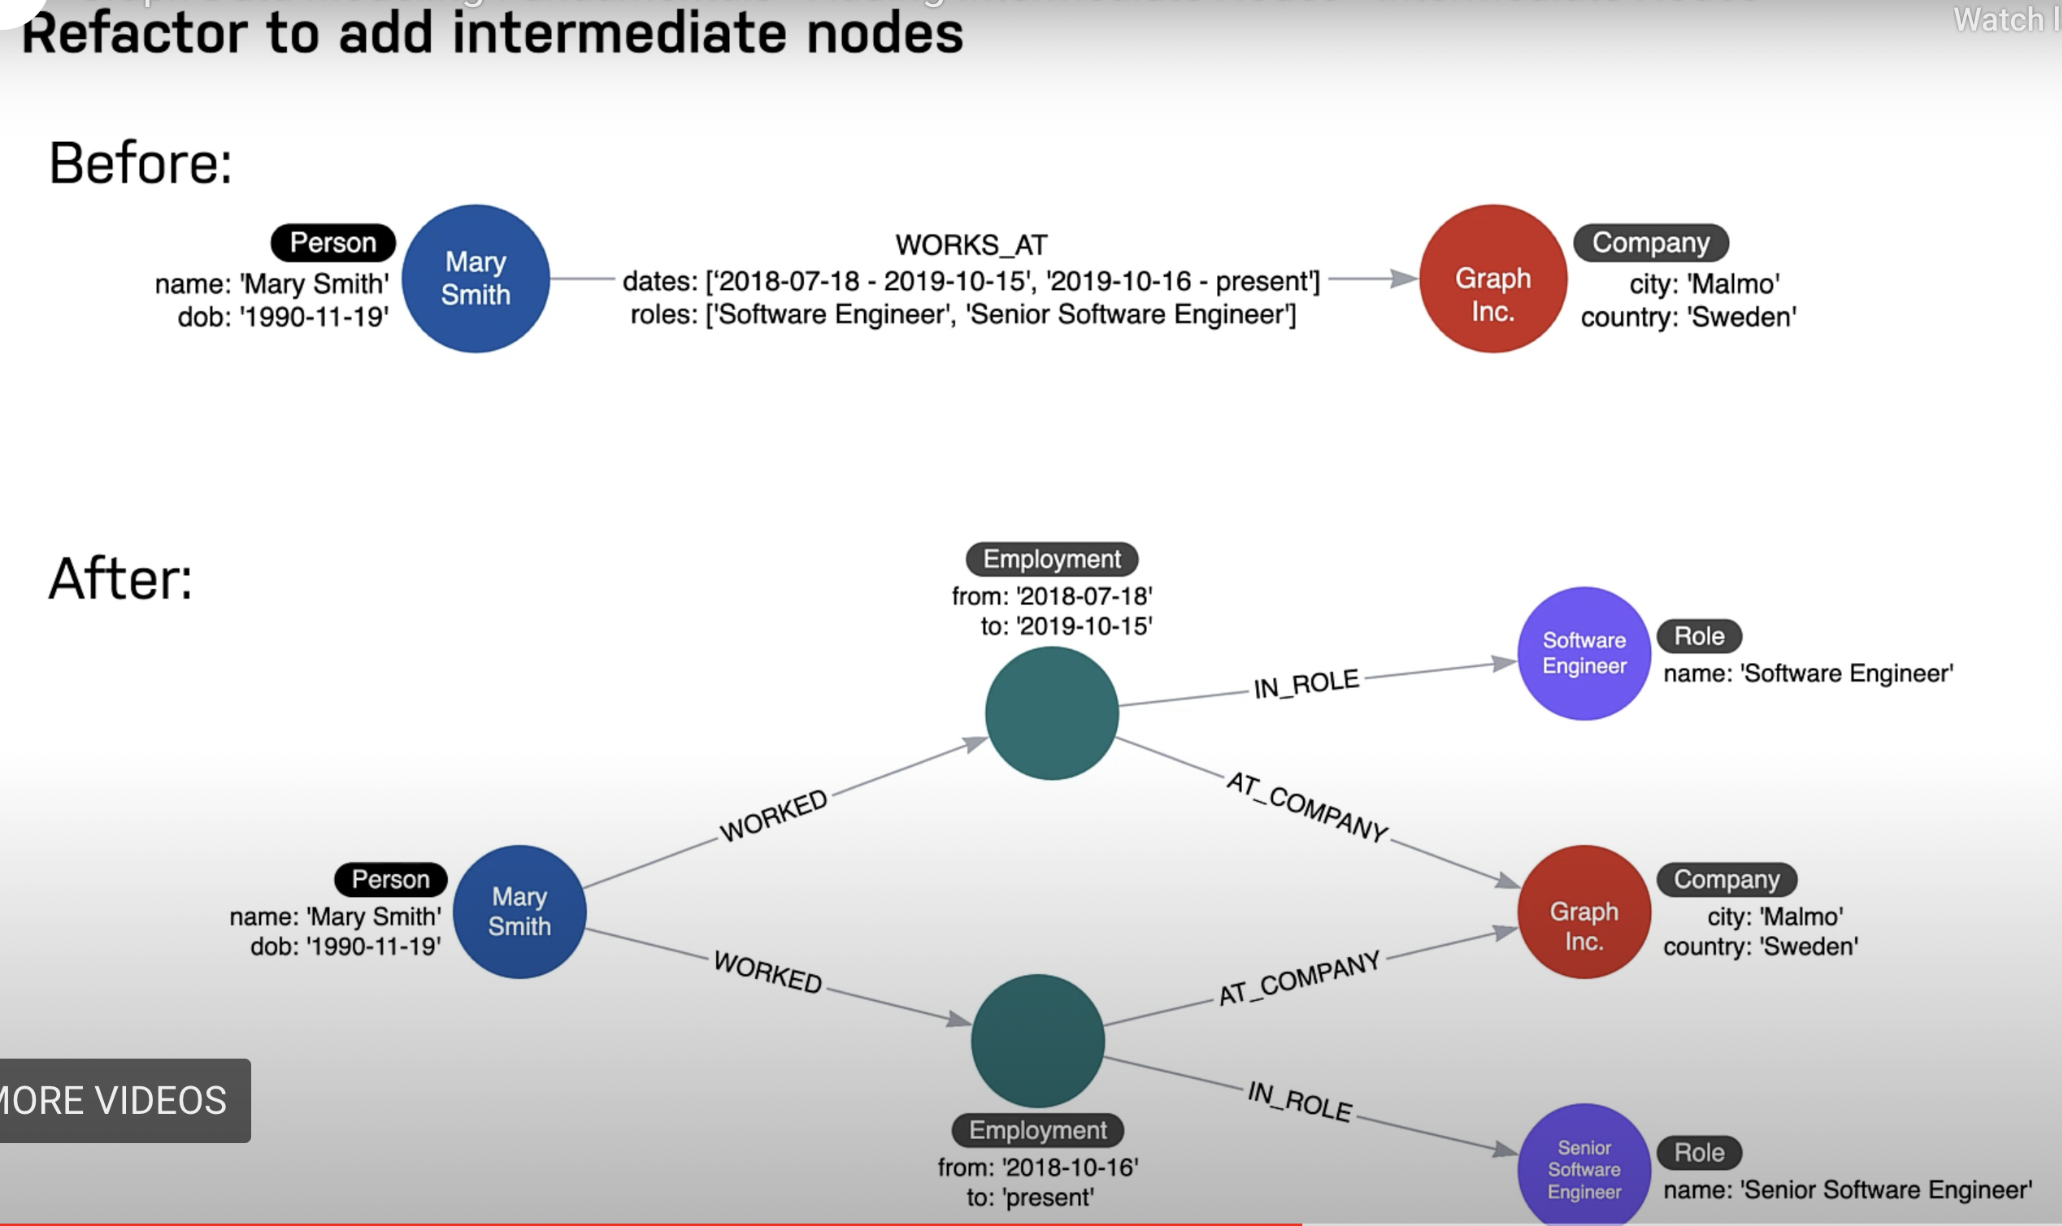 Refactor to add intermediate nodes
Watch
Before:
Person
name: 'Mary Smith'
dob: '1990-11-19'
Mary
Smith
WORKS_AT
dates: ['2018-07-18 - 2019-10-15', '2019-10-16 - present']
roles: ['Software Engineer', 'Senior Software Engineer']
Graph
Inc.
Company
city: 'Malmo'
country: 'Sweden'
After:
Employment
from: '2018-07-18'
to: '2019-10-15'
IN_ROLE
Software
Engineer
Role
name: 'Software Engineer'
WORKED
AT_COMPANY
Person
name: 'Mary Smith'
dob: '1990-11-19'
Mary
Smith
Graph
Inc.
Company
city: 'Malmo'
country: 'Sweden'
WORKED
AT_COMPANY
IN_ROLE
Employment
from: '2018-10-16'
to: 'present'
Senior
Software
Engineer
Role
name: 'Senior Software Engineer'
MORE VIDEOS